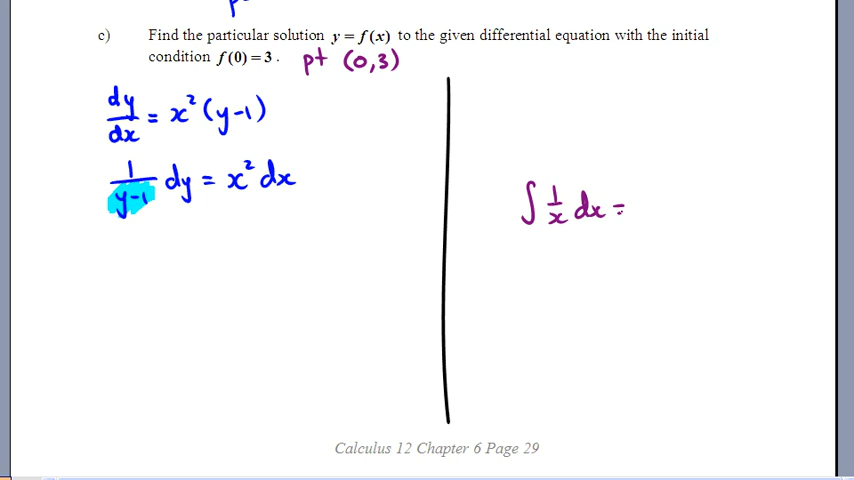 c) Find the particular solution y = f(x) to the given differential equation with the initial
condition f(0) = 3 . pt (0,3)
dy/dx = x²(y-1)
1/(y-1) dy = x² dx
∫ 1/x dx =
Calculus 12 Chapter 6 Page 29